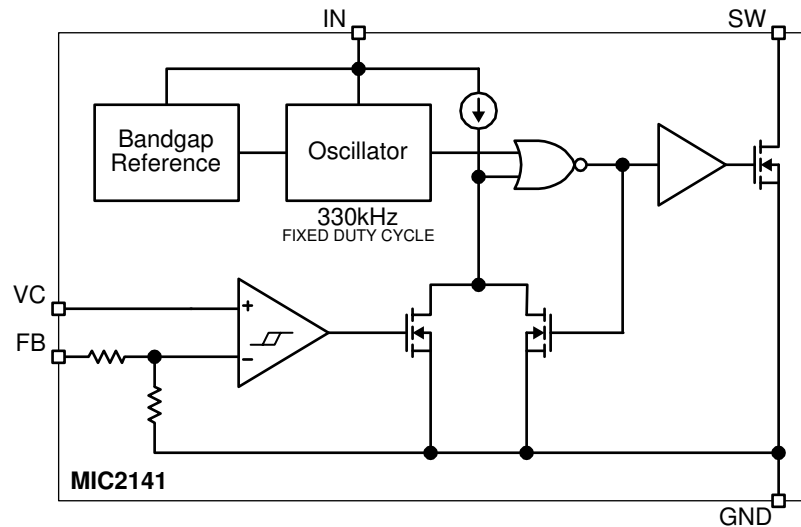 IN
SW
Bandgap
Reference
Oscillator
330kHz
FIXED DUTY CYCLE
VC
+
FB
−
MIC2141
GND